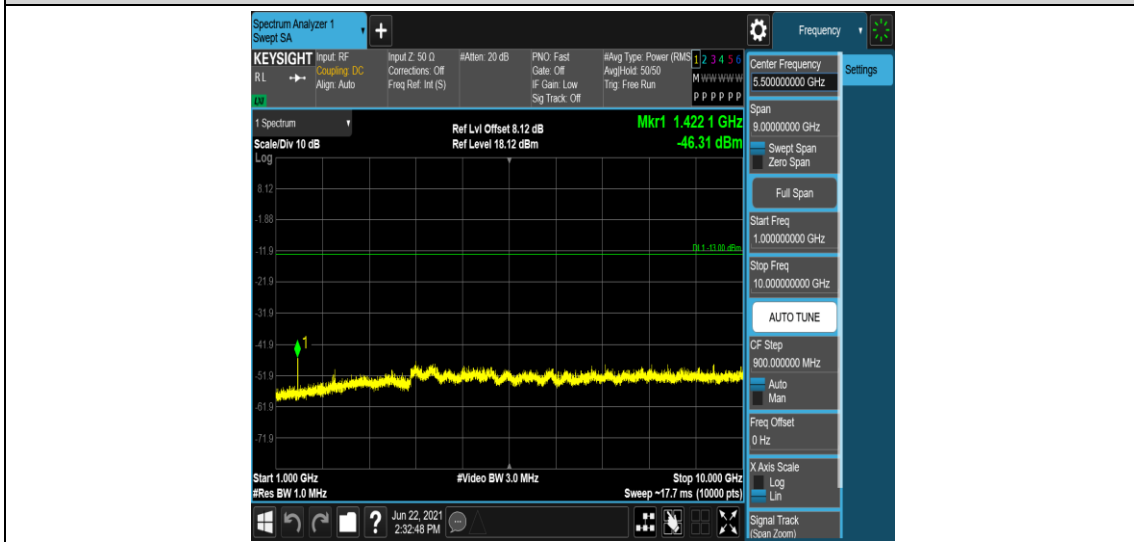 Spectrum Analyzer 1
Swept SA
+
Frequency
KEYSIGHT
RL
LXI
Input: RF
Coupling: DC
Align: Auto
Input Z: 50 Ω
Corrections: Off
Freq Ref: Int (S)
#Atten: 20 dB
PNO: Fast
Gate: Off
IF Gain: Low
Sig Track: Off
#Avg Type: Power (RMS
Avg|Hold: 50/50
Trig: Free Run
1 2 3 4 5 6
M W W W W W
P P P P P P
1 Spectrum
Scale/Div 10 dB
Log
Ref Lvl Offset 8.12 dB
Ref Level 18.12 dBm
Mkr1 1.422 1 GHz
-46.31 dBm
8.12
-1.88
-11.9
DL1 -13.00 dBm
-21.9
-31.9
-41.9
1
-51.9
-61.9
-71.9
Start 1.000 GHz
#Video BW 3.0 MHz
Stop 10.000 GHz
#Res BW 1.0 MHz
Sweep ~17.7 ms (10000 pts)
?
Jun 22, 2021
2:32:48 PM
Center Frequency
5.500000000 GHz
Settings
Span
9.00000000 GHz
Swept Span
Zero Span
Full Span
Start Freq
1.000000000 GHz
Stop Freq
10.000000000 GHz
AUTO TUNE
CF Step
900.000000 MHz
Auto
Man
Freq Offset
0 Hz
X Axis Scale
Log
Lin
Signal Track
(Span Zoom)